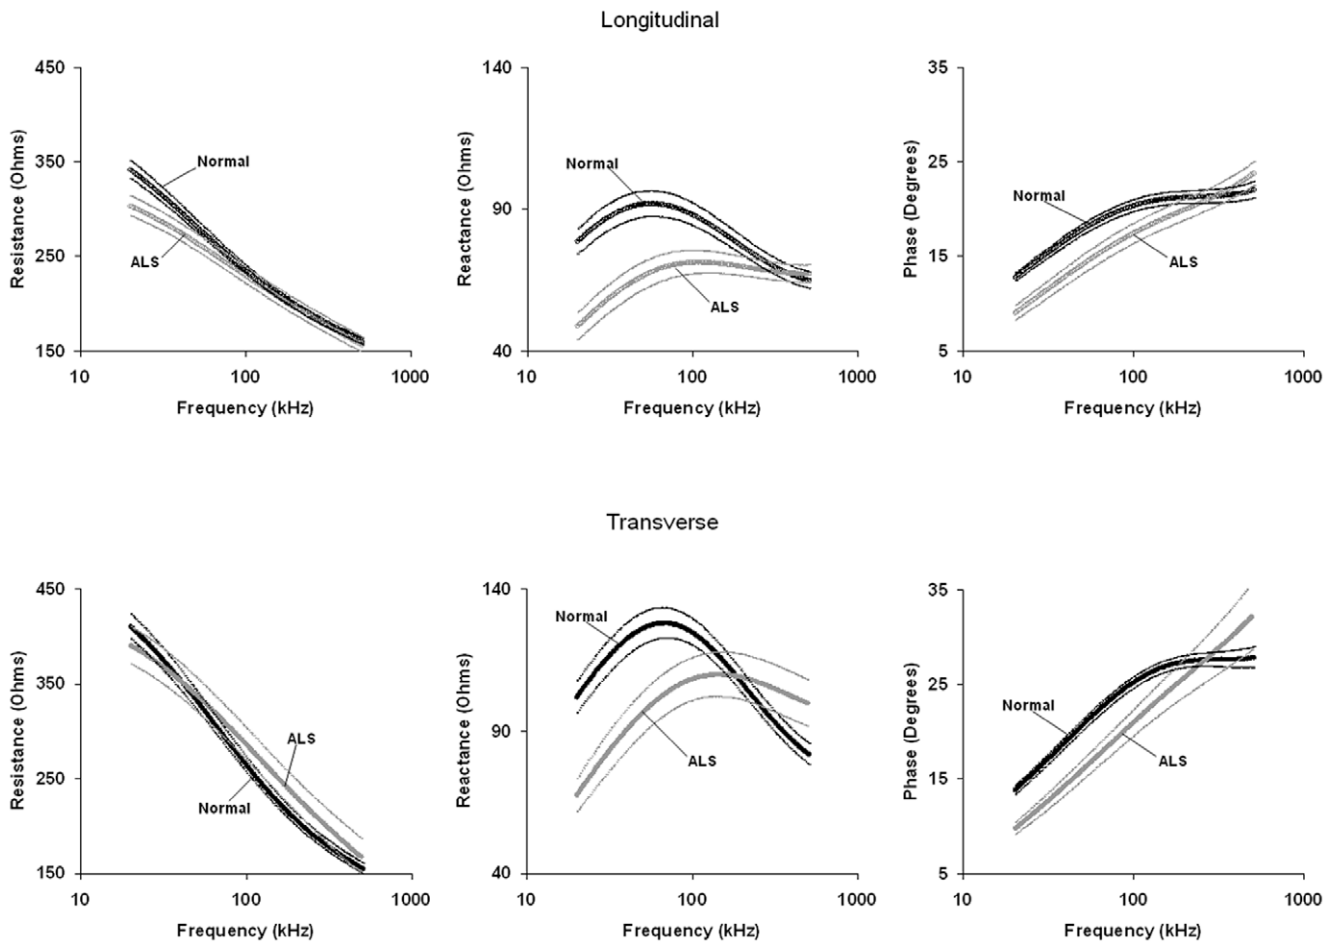 Longitudinal
450
350
250
150
10
100
1000
Resistance (Ohms)
Frequency (kHz)
Normal
ALS
140
90
40
10
100
1000
Reactance (Ohms)
Frequency (kHz)
Normal
ALS
35
25
15
5
10
100
1000
Phase (Degrees)
Frequency (kHz)
Normal
ALS
Transverse
450
350
250
150
10
100
1000
Resistance (Ohms)
Frequency (kHz)
ALS
Normal
140
90
40
10
100
1000
Reactance (Ohms)
Frequency (kHz)
Normal
ALS
35
25
15
5
10
100
1000
Phase (Degrees)
Frequency (kHz)
Normal
ALS